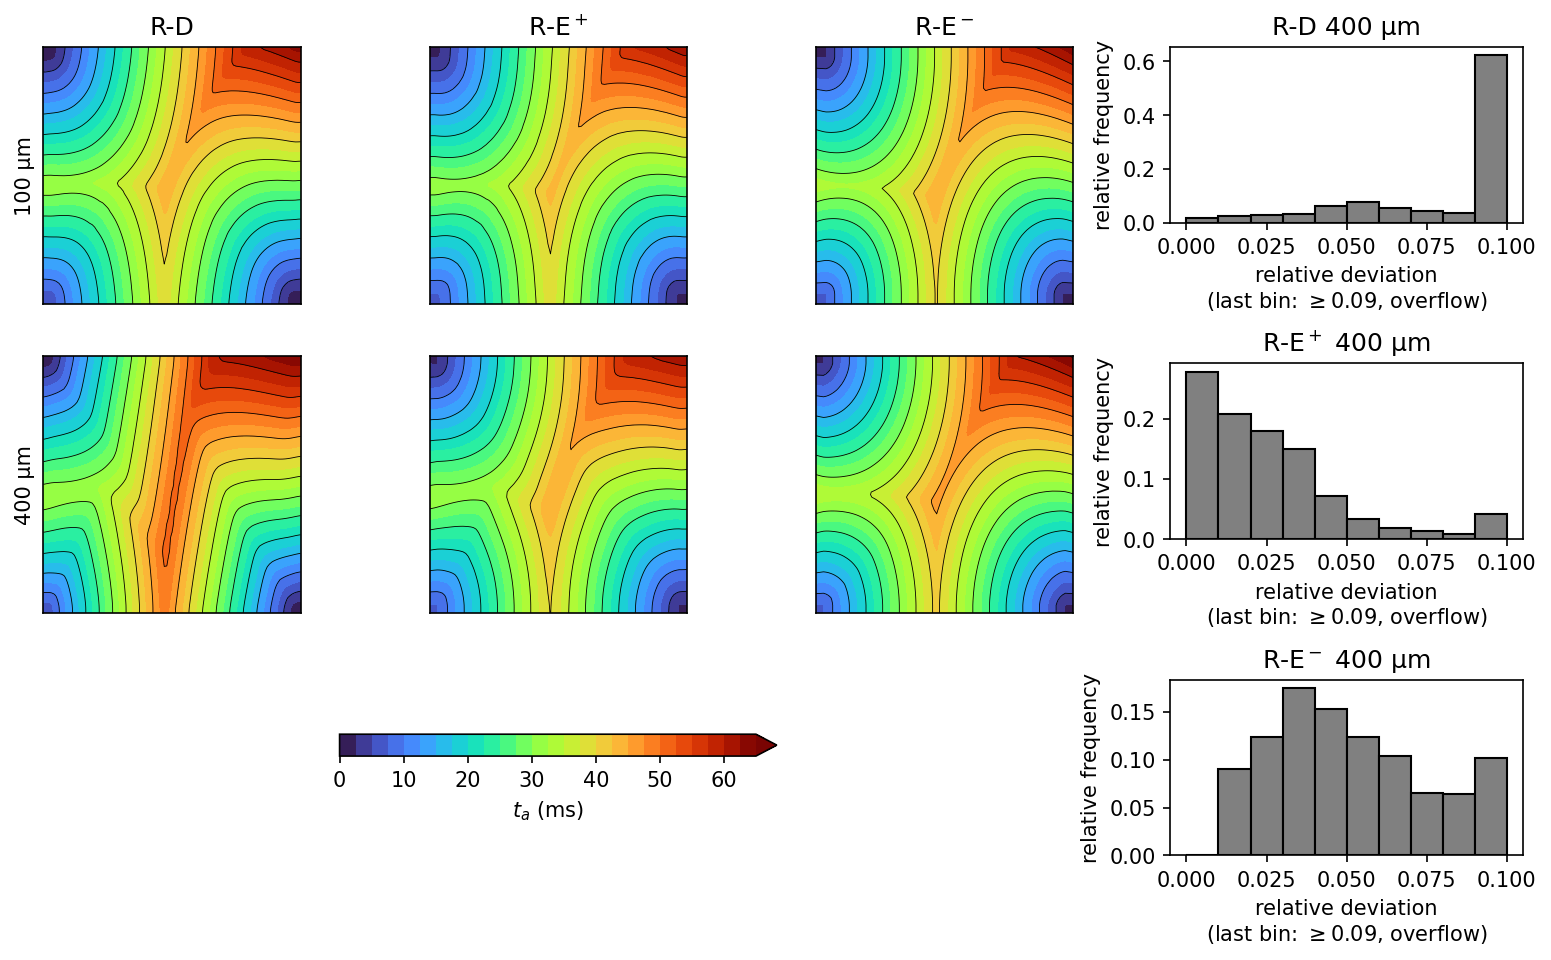 R-D
R-E⁺
R-E⁻
100 µm
400 µm
0 10 20 30 40 50 60
tₐ (ms)
R-D 400 µm
relative frequency
0.6
0.4
0.2
0.0
0.000 0.025 0.050 0.075 0.100
relative deviation
(last bin: ≥0.09, overflow)
R-E⁺ 400 µm
relative frequency
0.2
0.1
0.0
0.000 0.025 0.050 0.075 0.100
relative deviation
(last bin: ≥0.09, overflow)
R-E⁻ 400 µm
relative frequency
0.15
0.10
0.05
0.00
0.000 0.025 0.050 0.075 0.100
relative deviation
(last bin: ≥0.09, overflow)